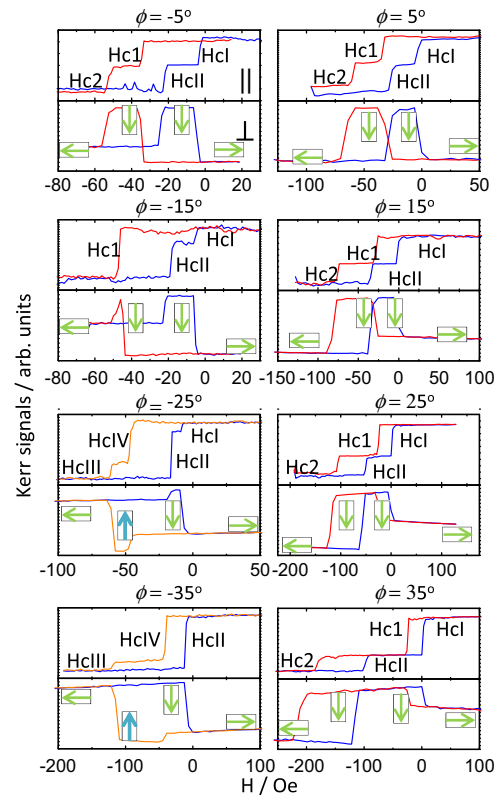 ϕ = -5° ϕ = 5°
Hc1 HcI
Hc2 HcII ||
⊥
-80 -60 -40 -20 0 20
Hc1 HcI
Hc2 HcII
-100 -50 0 50
ϕ = -15° ϕ = 15°
Hc1 HcI
HcII
-80 -60 -40 -20 0 20
Hc1 HcI
Hc2 HcII
-150 -100 -50 0 50 100
Kerr signals / arb. units
ϕ = -25° ϕ = 25°
HcIV HcI
HcIII HcII
-100 -50 0 50
Hc1 HcI
Hc2 HcII
-200 -100 0 100
ϕ = -35° ϕ = 35°
HcIV HcII
HcIII
-200 -100 0 100
Hc1 HcI
Hc2 HcII
-200 -100 0 100
H / Oe